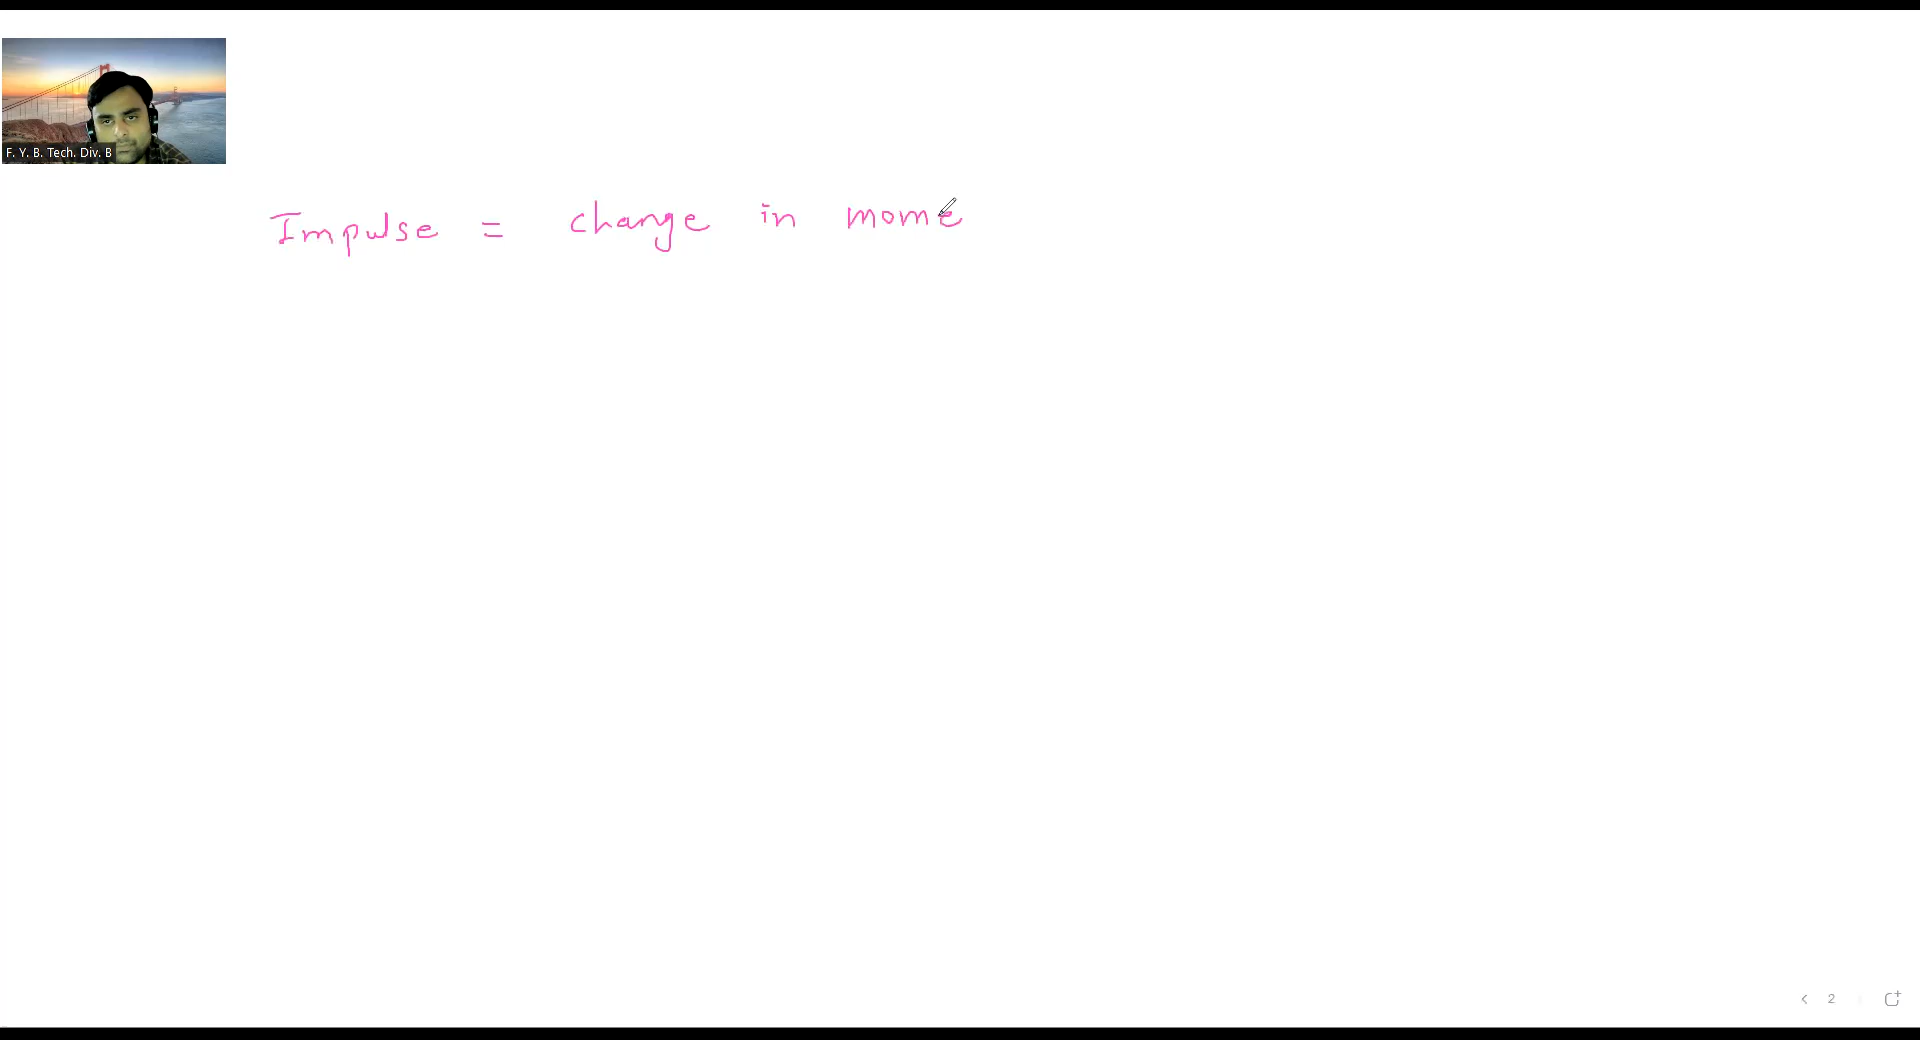 F. Y. B. Tech. Div. B
Impulse = change in mome
2